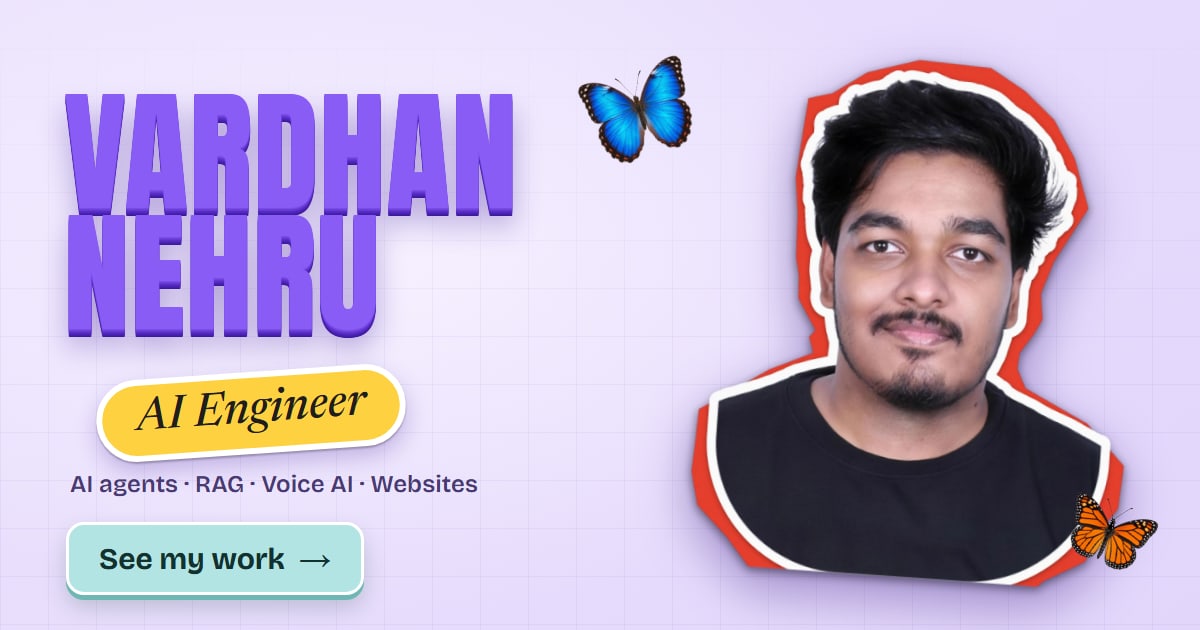 VARDHAN
NEHRU
AI Engineer
AI agents · RAG · Voice AI · Websites
See my work →